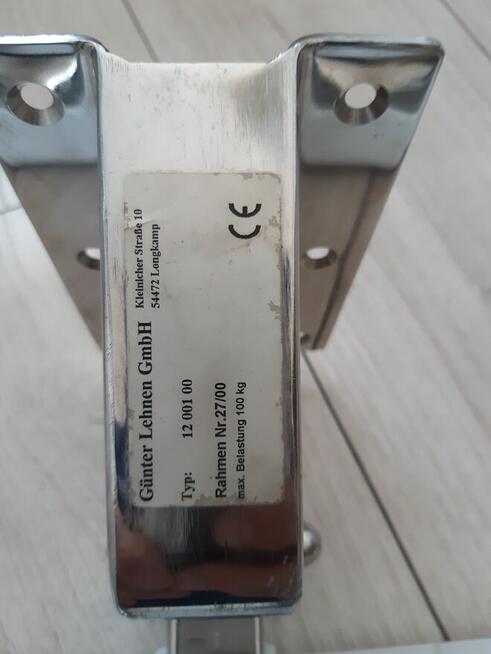 Günter Lehnen GmbH
Kleinicher Straße 10
54472 Longkamp
Typ: 12 001 00
Rahmen Nr.27/00
max. Belastung 100 kg
CE